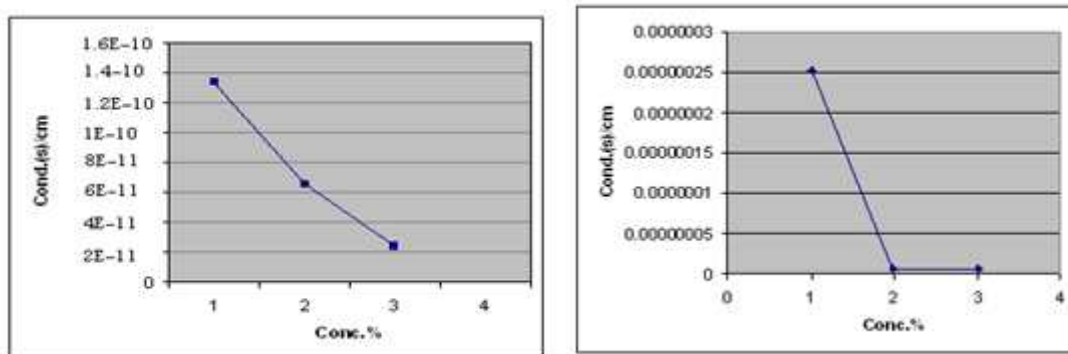 1.6E-10
1.4-10
1.2E-10
1E-10
8E-11
6E-11
4E-11
2E-11
0
Cond.(s)/cm
1 2 3 4
Conc.%
0.0000003
0.00000025
0.0000002
0.00000015
0.0000001
0.00000005
0
Cond.(s)/cm
0 1 2 3 4
Conc.%